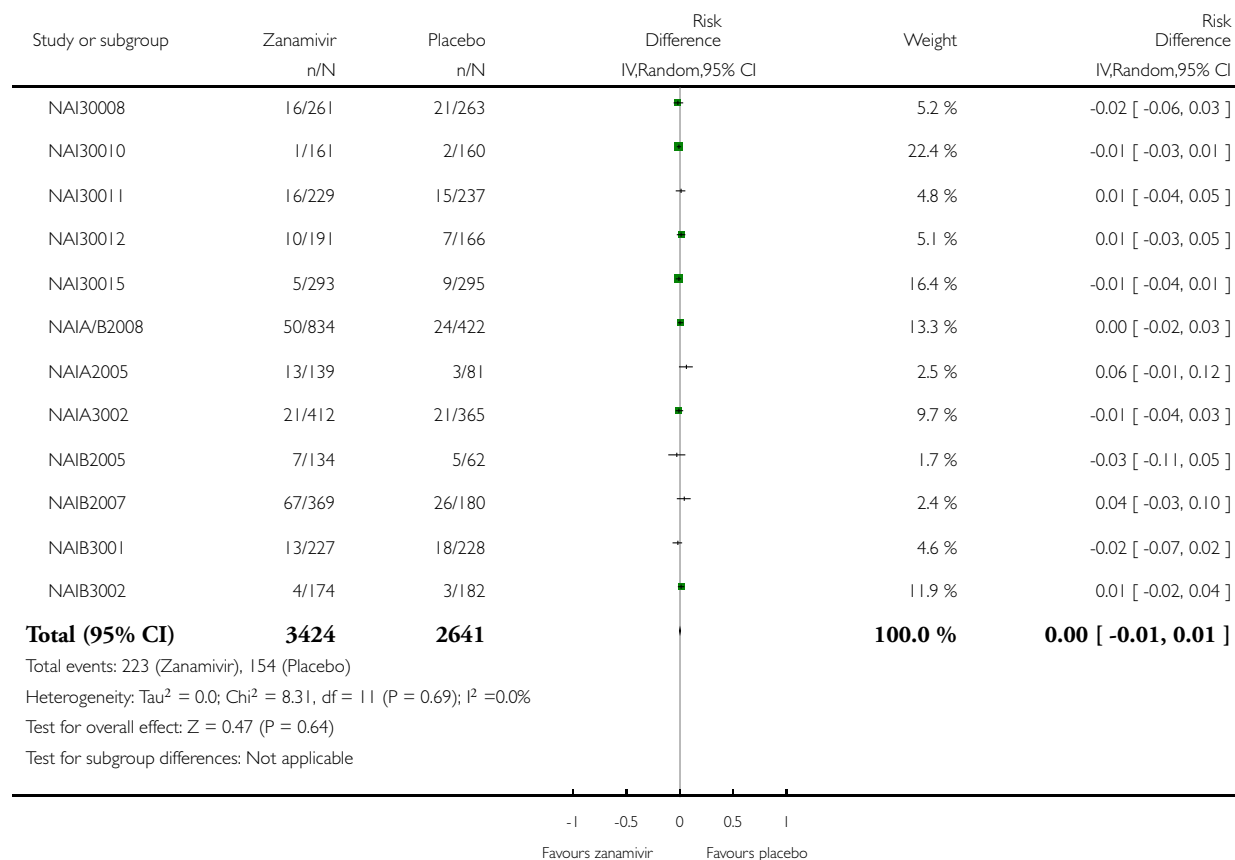 Risk Risk
Study or subgroup Zanamivir Placebo Difference Weight Difference
n/N n/N IV,Random,95% CI IV,Random,95% CI
NAI30008 16/261 21/263 5.2 % -0.02 [ -0.06, 0.03 ]
NAI30010 1/161 2/160 22.4 % -0.01 [ -0.03, 0.01 ]
NAI30011 16/229 15/237 4.8 % 0.01 [ -0.04, 0.05 ]
NAI30012 10/191 7/166 5.1 % 0.01 [ -0.03, 0.05 ]
NAI30015 5/293 9/295 16.4 % -0.01 [ -0.04, 0.01 ]
NAIA/B2008 50/834 24/422 13.3 % 0.00 [ -0.02, 0.03 ]
NAIA2005 13/139 3/81 2.5 % 0.06 [ -0.01, 0.12 ]
NAIA3002 21/412 21/365 9.7 % -0.01 [ -0.04, 0.03 ]
NAIB2005 7/134 5/62 1.7 % -0.03 [ -0.11, 0.05 ]
NAIB2007 67/369 26/180 2.4 % 0.04 [ -0.03, 0.10 ]
NAIB3001 13/227 18/228 4.6 % -0.02 [ -0.07, 0.02 ]
NAIB3002 4/174 3/182 11.9 % 0.01 [ -0.02, 0.04 ]
Total (95% CI) 3424 2641 100.0 % 0.00 [ -0.01, 0.01 ]
Total events: 223 (Zanamivir), 154 (Placebo)
Heterogeneity: Tau² = 0.0; Chi² = 8.31, df = 11 (P = 0.69); I² =0.0%
Test for overall effect: Z = 0.47 (P = 0.64)
Test for subgroup differences: Not applicable
-1 -0.5 0 0.5 1
Favours zanamivir Favours placebo